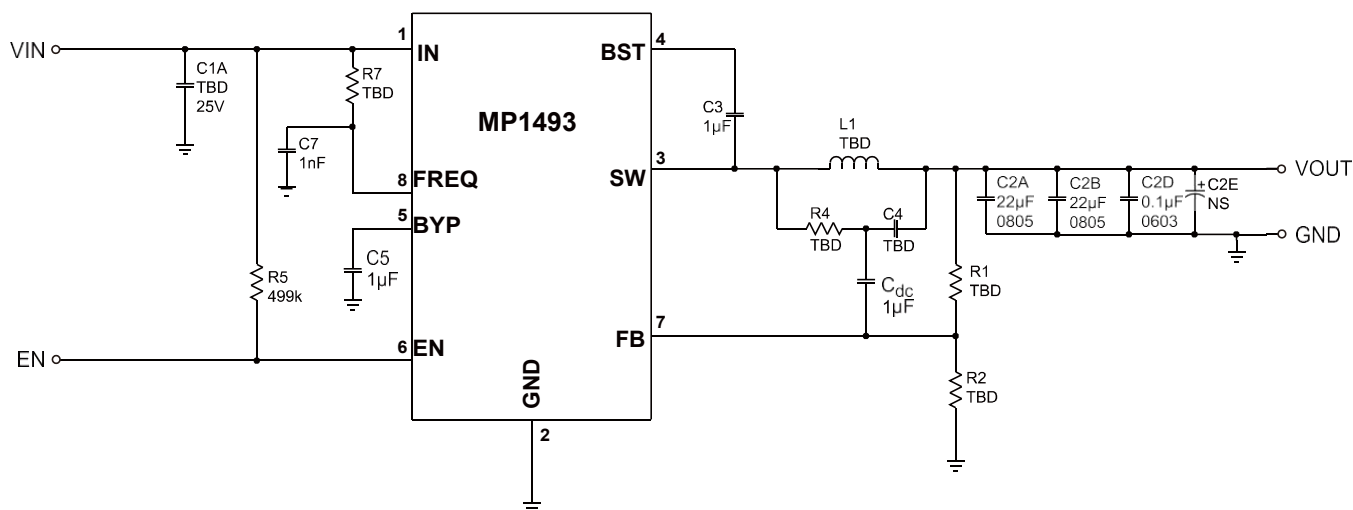 VIN
C1A
TBD
25V
R7
TBD
C7
1nF
R5
499k
C5
1µF
EN
1
IN
8
FREQ
5
BYP
6
EN
MP1493
GND
2
4
BST
3
SW
7
FB
C3
1µF
L1
TBD
R4
TBD
C4
TBD
Cdc
1µF
R1
TBD
R2
TBD
C2A
22µF
0805
C2B
22µF
0805
C2D
0.1µF
0603
+
C2E
NS
VOUT
GND